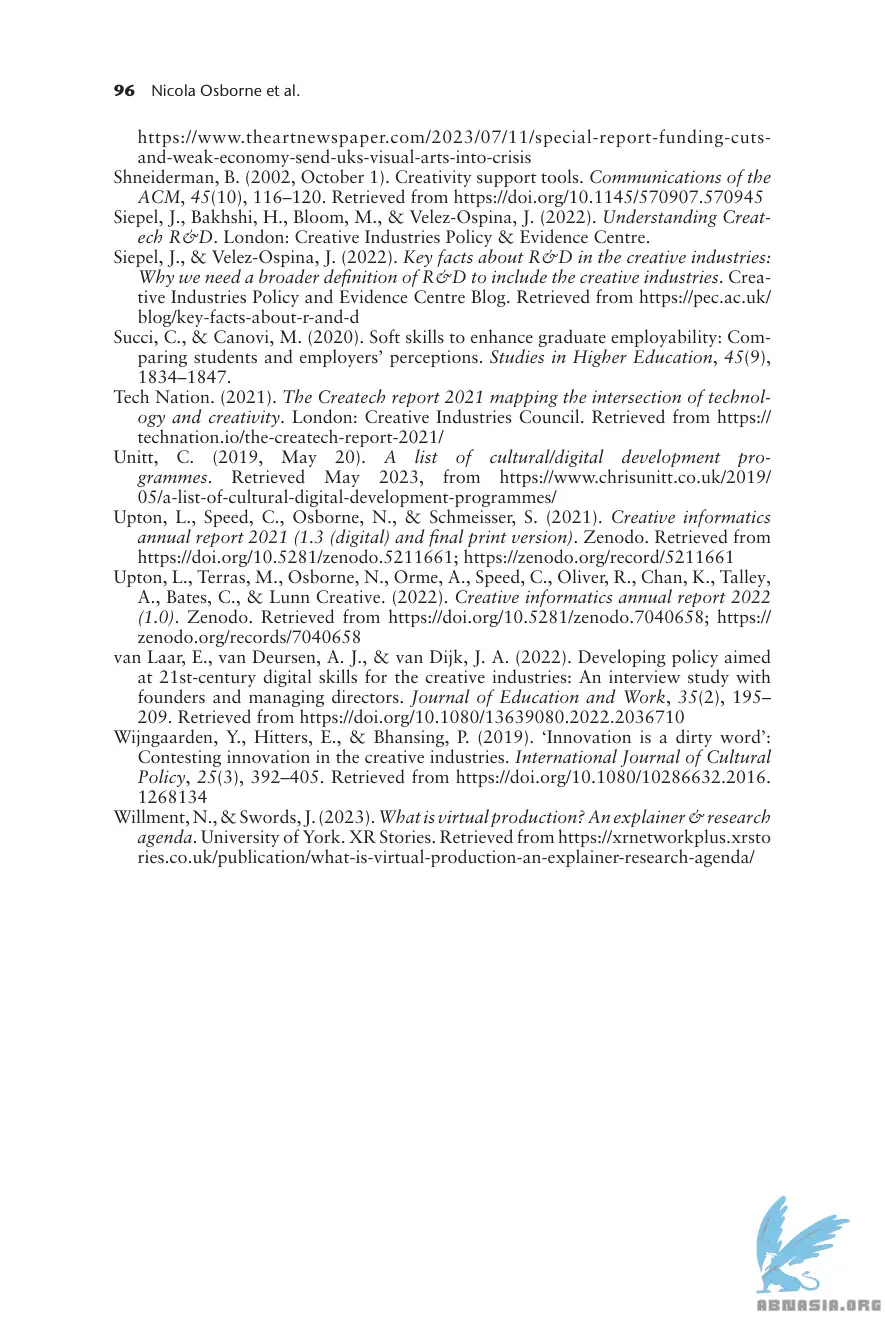 96 Nicola Osborne et al.
https://www.theartnewspaper.com/2023/07/11/special-report-funding-cuts-
and-weak-economy-send-uks-visual-arts-into-crisis
Shneiderman, B. (2002, October 1). Creativity support tools. Communications of the
ACM, 45(10), 116–120. Retrieved from https://doi.org/10.1145/570907.570945
Siepel, J., Bakhshi, H., Bloom, M., & Velez-Ospina, J. (2022). Understanding Creat-
ech R&D. London: Creative Industries Policy & Evidence Centre.
Siepel, J., & Velez-Ospina, J. (2022). Key facts about R&D in the creative industries:
Why we need a broader definition of R&D to include the creative industries. Crea-
tive Industries Policy and Evidence Centre Blog. Retrieved from https://pec.ac.uk/
blog/key-facts-about-r-and-d
Succi, C., & Canovi, M. (2020). Soft skills to enhance graduate employability: Com-
paring students and employers’ perceptions. Studies in Higher Education, 45(9),
1834–1847.
Tech Nation. (2021). The Createch report 2021 mapping the intersection of technol-
ogy and creativity. London: Creative Industries Council. Retrieved from https://
technation.io/the-createch-report-2021/
Unitt, C. (2019, May 20). A list of cultural/digital development pro-
grammes. Retrieved May 2023, from https://www.chrisunitt.co.uk/2019/
05/a-list-of-cultural-digital-development-programmes/
Upton, L., Speed, C., Osborne, N., & Schmeisser, S. (2021). Creative informatics
annual report 2021 (1.3 (digital) and final print version). Zenodo. Retrieved from
https://doi.org/10.5281/zenodo.5211661; https://zenodo.org/record/5211661
Upton, L., Terras, M., Osborne, N., Orme, A., Speed, C., Oliver, R., Chan, K., Talley,
A., Bates, C., & Lunn Creative. (2022). Creative informatics annual report 2022
(1.0). Zenodo. Retrieved from https://doi.org/10.5281/zenodo.7040658; https://
zenodo.org/records/7040658
van Laar, E., van Deursen, A. J., & van Dijk, J. A. (2022). Developing policy aimed
at 21st-century digital skills for the creative industries: An interview study with
founders and managing directors. Journal of Education and Work, 35(2), 195–
209. Retrieved from https://doi.org/10.1080/13639080.2022.2036710
Wijngaarden, Y., Hitters, E., & Bhansing, P. (2019). ‘Innovation is a dirty word’:
Contesting innovation in the creative industries. International Journal of Cultural
Policy, 25(3), 392–405. Retrieved from https://doi.org/10.1080/10286632.2016.
1268134
Willment, N., & Swords, J. (2023). What is virtual production? An explainer & research
agenda. University of York. XR Stories. Retrieved from https://xrnetworkplus.xrsto
ries.co.uk/publication/what-is-virtual-production-an-explainer-research-agenda/
ABNASIA.ORG